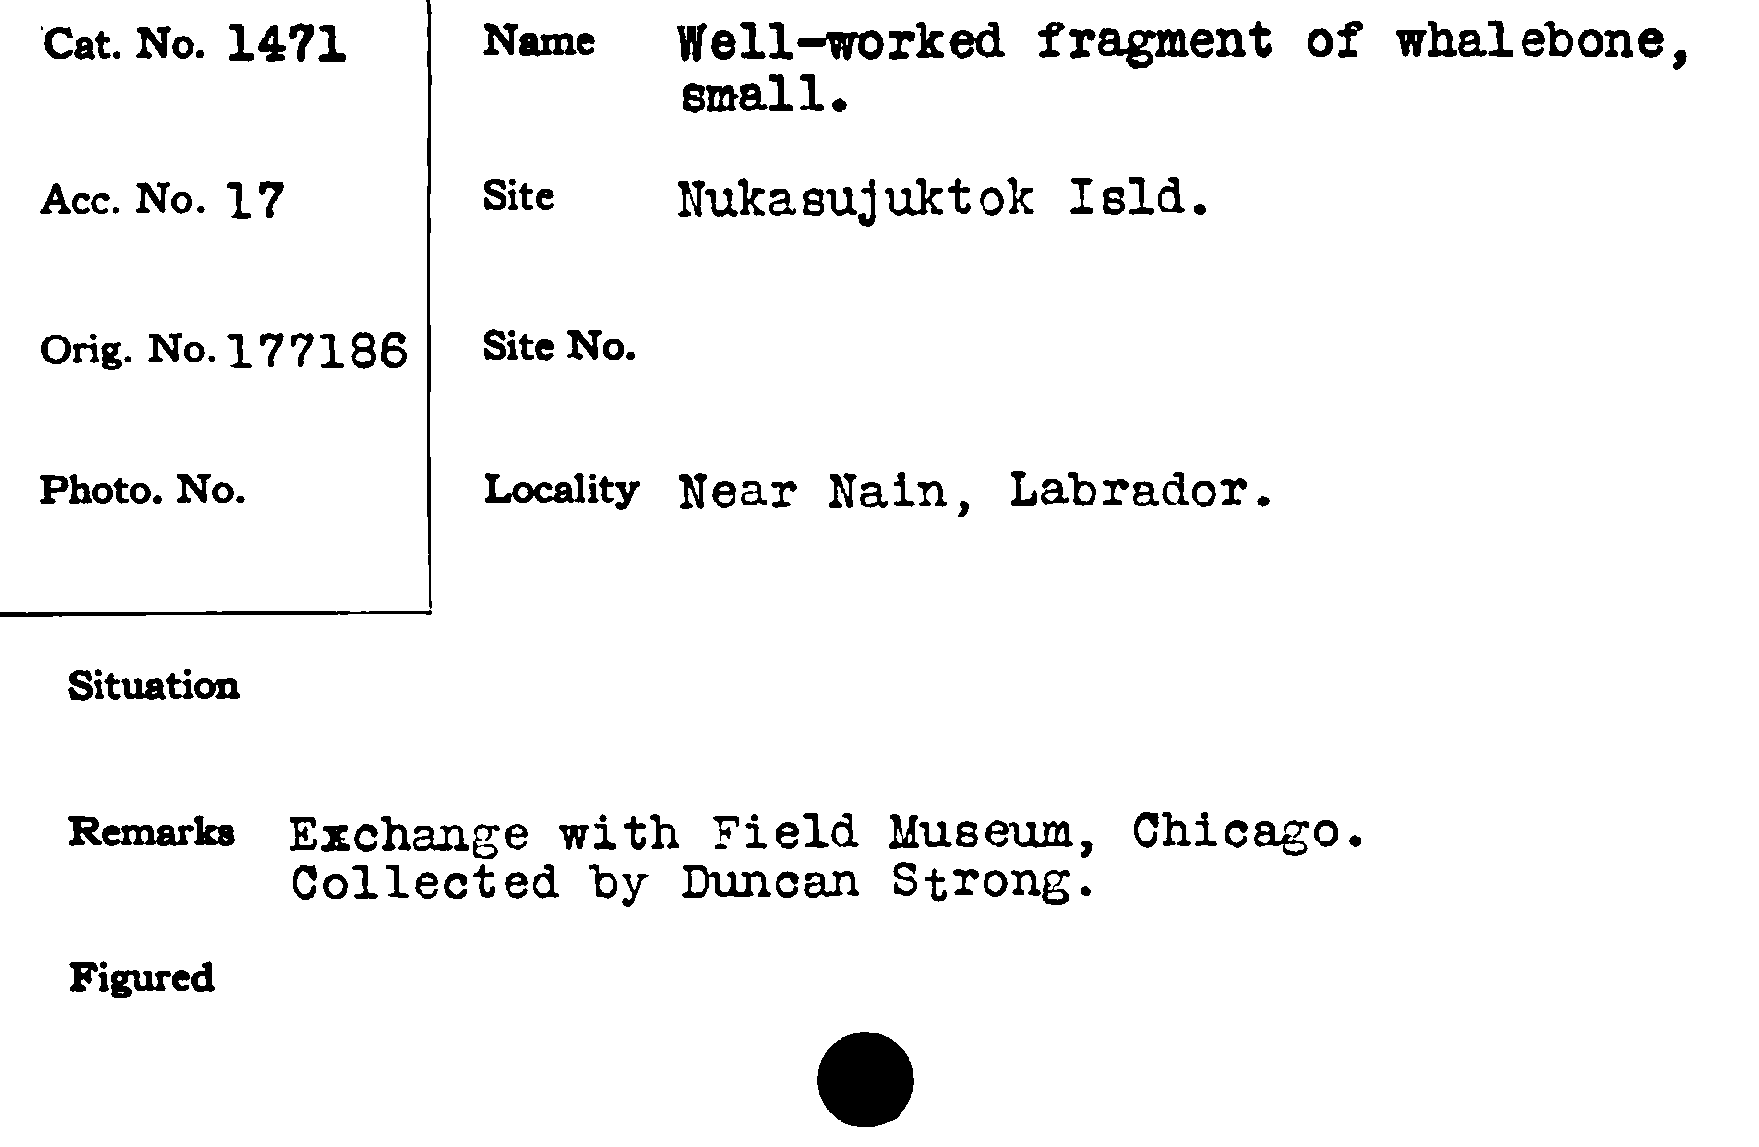 Cat. No. 1471
Name Well-worked fragment of whalebone,
small.
Acc. No. 17
Site Nukasujuktok Isld.
Orig. No. 177186
Site No.
Photo. No.
Locality Near Nain, Labrador.
Situation
Remarks Exchange with Field Museum, Chicago.
Collected by Duncan Strong.
Figured